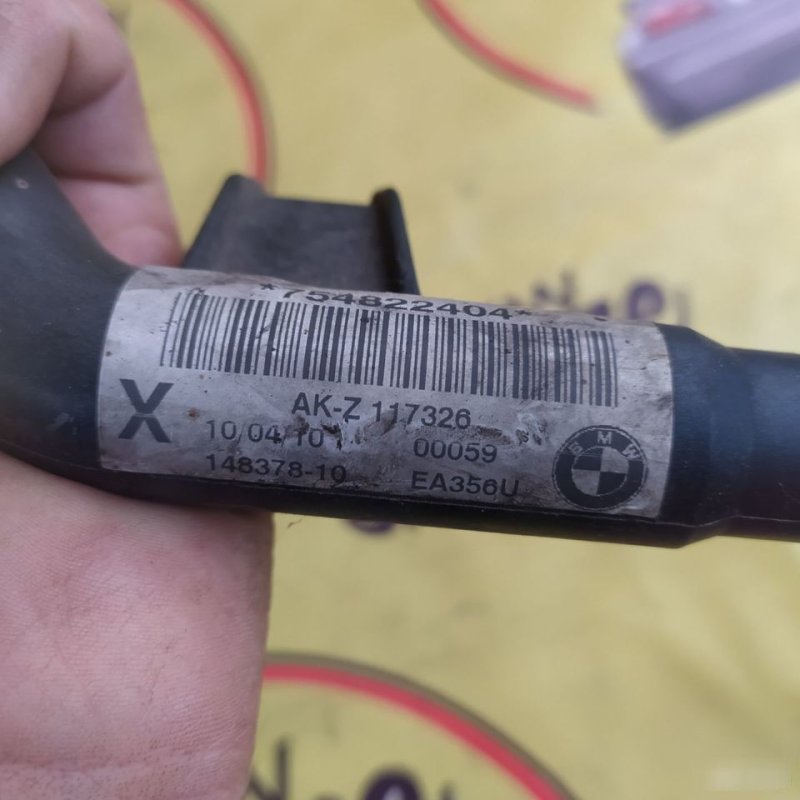 *754822404*
AK-Z 117326
X
10/04/10
00059
148378-10
EA356U
BMW